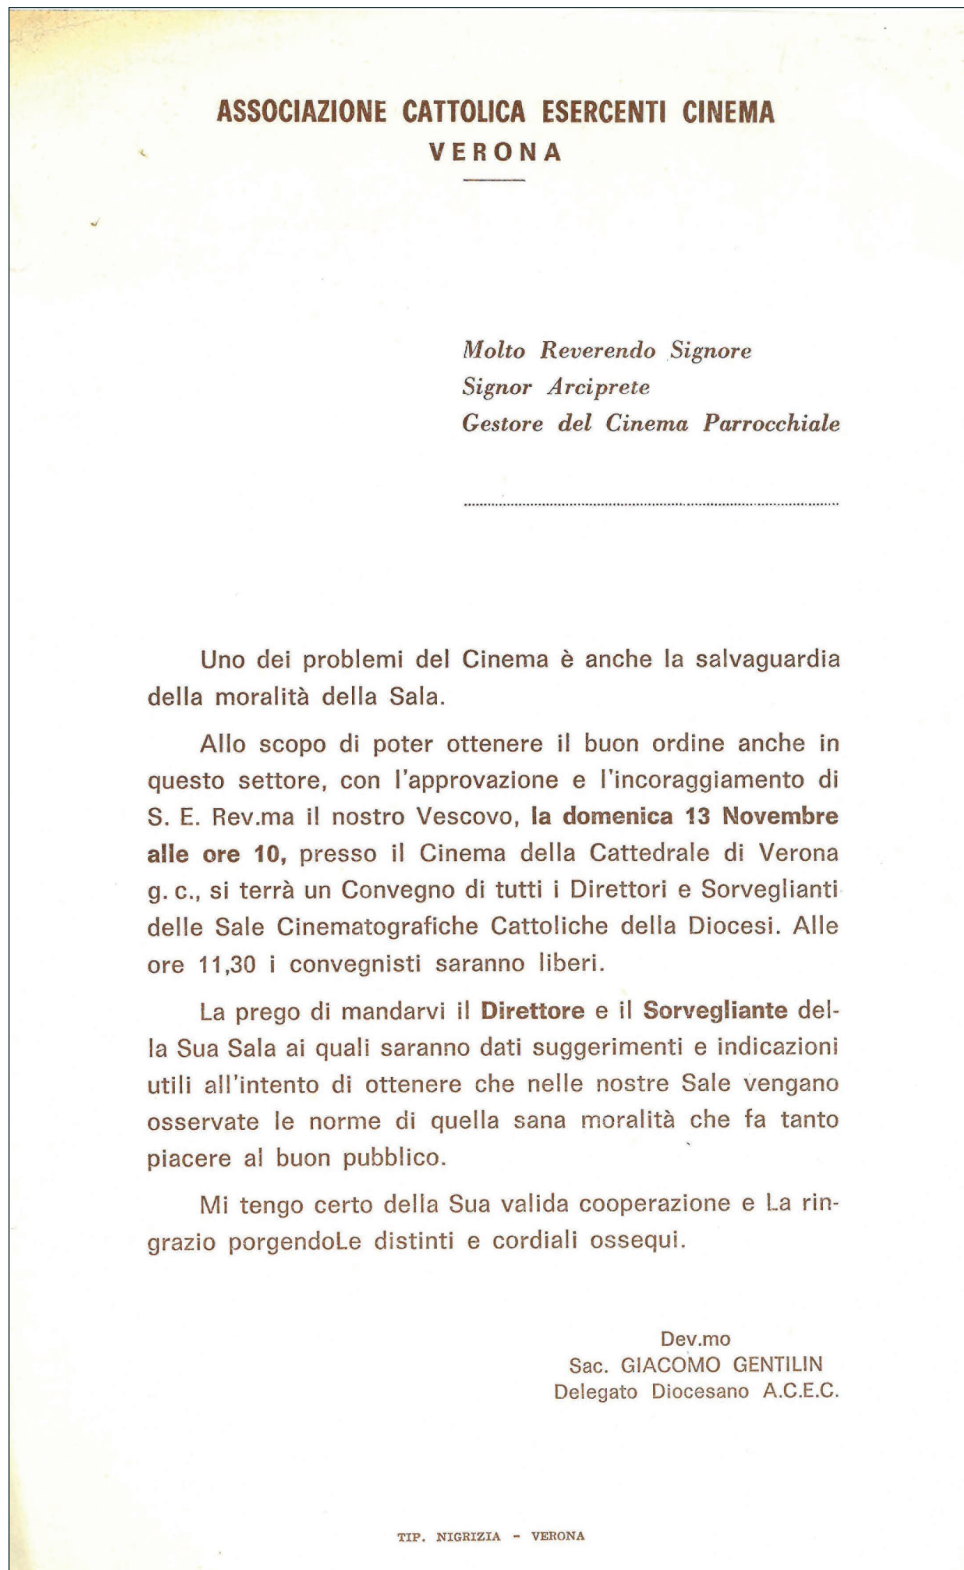 ASSOCIAZIONE CATTOLICA ESERCENTI CINEMA
VERONA
Molto Reverendo Signore
Signor Arciprete
Gestore del Cinema Parrocchiale
Uno dei problemi del Cinema è anche la salvaguardia
della moralità della Sala.
Allo scopo di poter ottenere il buon ordine anche in
questo settore, con l'approvazione e l'incoraggiamento di
S. E. Rev.ma il nostro Vescovo, la domenica 13 Novembre
alle ore 10, presso il Cinema della Cattedrale di Verona
g. c., si terrà un Convegno di tutti i Direttori e Sorveglianti
delle Sale Cinematografiche Cattoliche della Diocesi. Alle
ore 11,30 i convegnisti saranno liberi.
La prego di mandarvi il Direttore e il Sorvegliante del-
la Sua Sala ai quali saranno dati suggerimenti e indicazioni
utili all'intento di ottenere che nelle nostre Sale vengano
osservate le norme di quella sana moralità che fa tanto
piacere al buon pubblico.
Mi tengo certo della Sua valida cooperazione e La rin-
grazio porgendoLe distinti e cordiali ossequi.
Dev.mo
Sac. GIACOMO GENTILIN
Delegato Diocesano A.C.E.C.
TIP. NIGRIZIA - VERONA